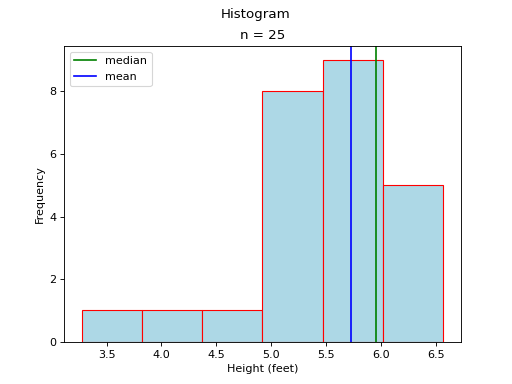 Histogram
n = 25
median
mean
Frequency
8
6
4
2
0
3.5 4.0 4.5 5.0 5.5 6.0 6.5
Height (feet)